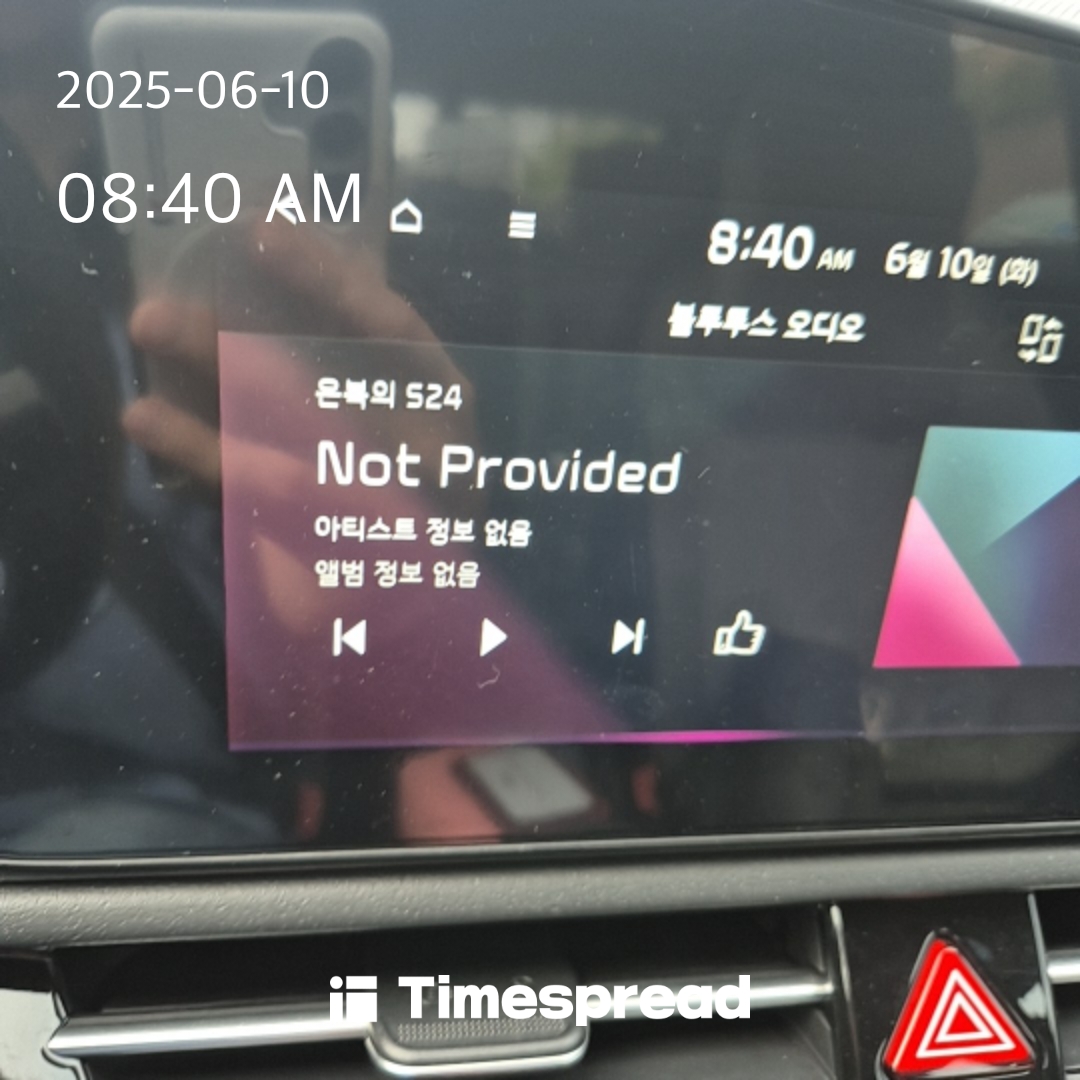 2025-06-10
08:40 AM
8:40 AM 6월 10일 (화)
블루투스 오디오
은복의 S24
Not Provided
아티스트 정보 없음
앨범 정보 없음
Timespread